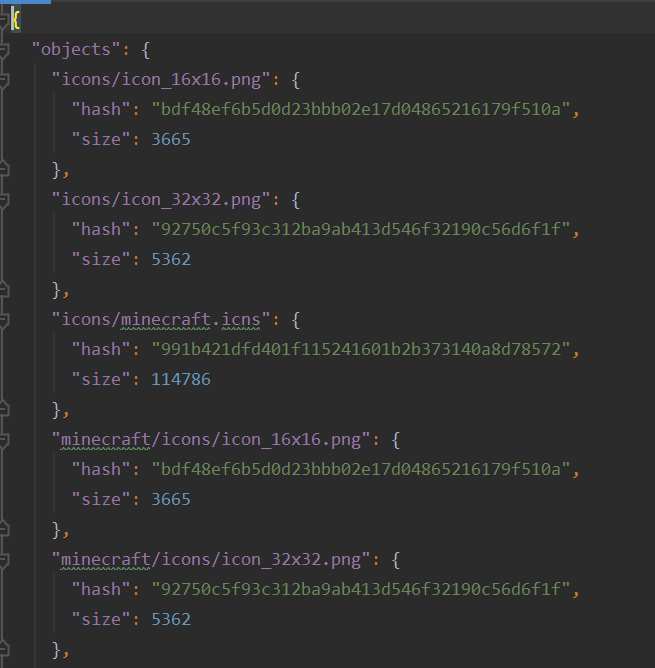 {
"objects": {
"icons/icon_16x16.png": {
"hash": "bdf48ef6b5d0d23bbb02e17d04865216179f510a",
"size": 3665
},
"icons/icon_32x32.png": {
"hash": "92750c5f93c312ba9ab413d546f32190c56d6f1f",
"size": 5362
},
"icons/minecraft.icns": {
"hash": "991b421dfd401f115241601b2b373140a8d78572",
"size": 114786
},
"minecraft/icons/icon_16x16.png": {
"hash": "bdf48ef6b5d0d23bbb02e17d04865216179f510a",
"size": 3665
},
"minecraft/icons/icon_32x32.png": {
"hash": "92750c5f93c312ba9ab413d546f32190c56d6f1f",
"size": 5362
},